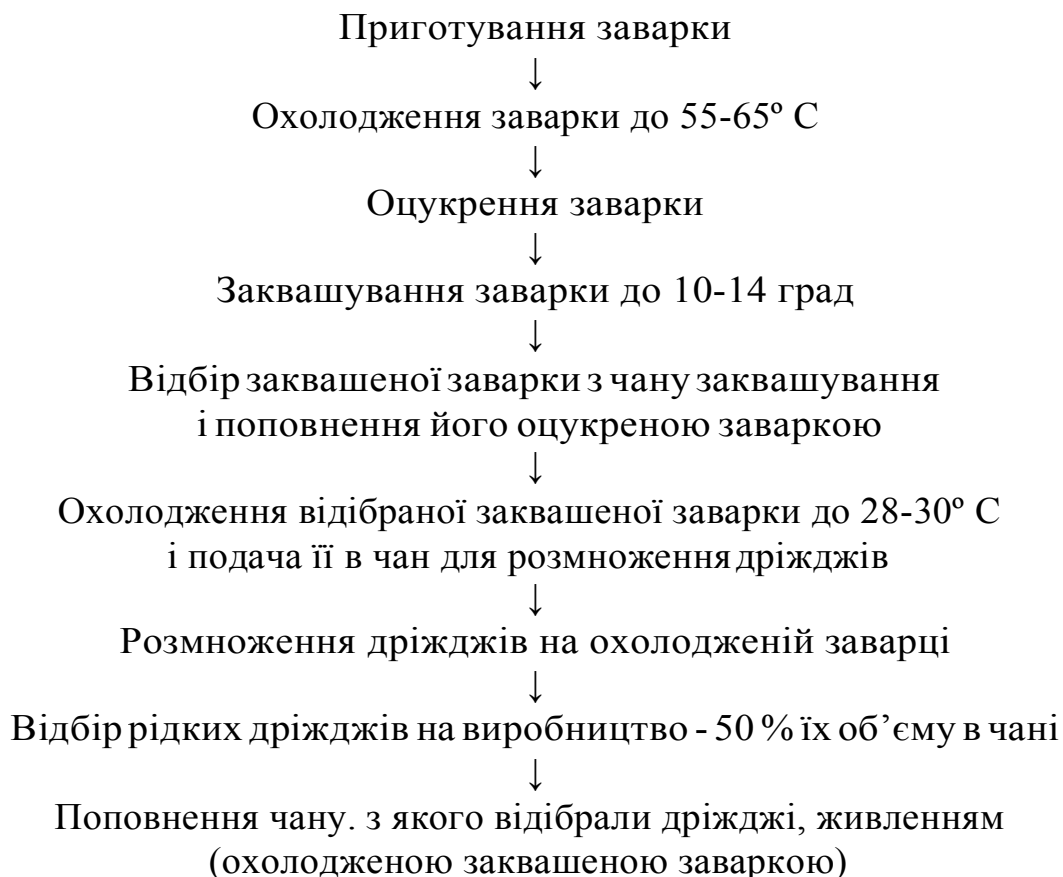 Приготування заварки
↓
Охолодження заварки до 55-65º С
↓
Оцукрення заварки
↓
Заквашування заварки до 10-14 град
↓
Відбір заквашеної заварки з чану заквашування
і поповнення його оцукреною заваркою
↓
Охолодження відібраної заквашеної заварки до 28-30º С
і подача її в чан для розмноження дріжджів
↓
Розмноження дріжджів на охолодженій заварці
↓
Відбір рідких дріжджів на виробництво - 50 % їх об’єму в чані
↓
Поповнення чану. з якого відібрали дріжджі, живленням
(охолодженою заквашеною заваркою)